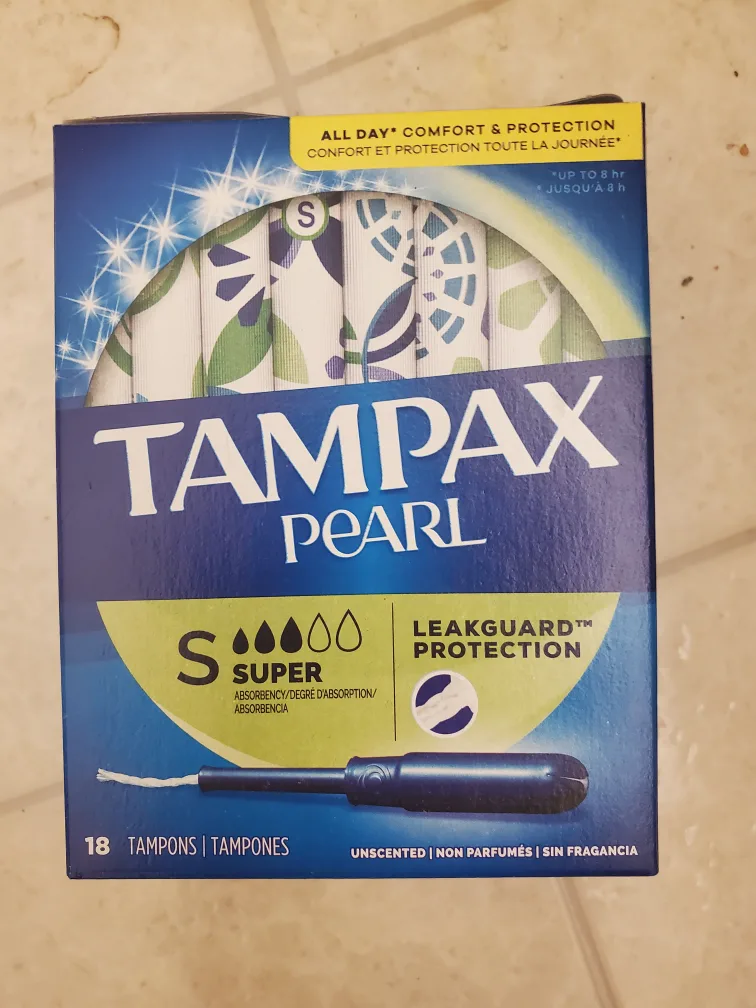 ALL DAY* COMFORT & PROTECTION
CONFORT ET PROTECTION TOUTE LA JOURNÉE*
*UP TO 8 hr
* JUSQU'À 8 h
S
TAMPAX
PEARL
S
SUPER
ABSORBENCY/DEGRÉ D'ABSORPTION/
ABSORBENCIA
LEAKGUARD™
PROTECTION
18 TAMPONS | TAMPONES
UNSCENTED | NON PARFUMÉS | SIN FRAGANCIA